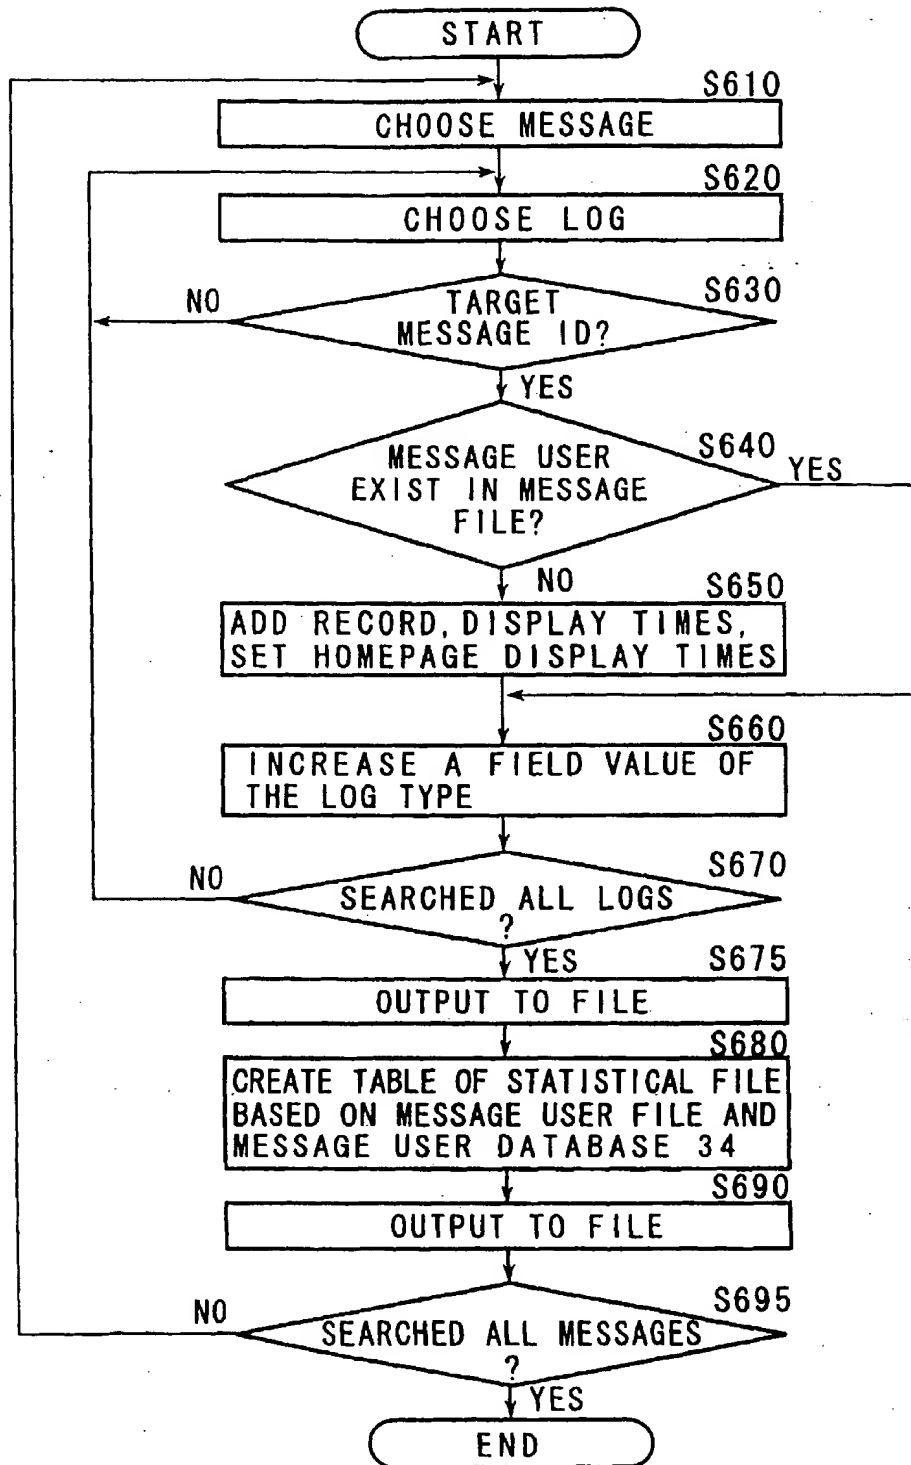 START
S610
CHOOSE MESSAGE
S620
CHOOSE LOG
S630
NO
TARGET
MESSAGE ID?
YES
S640
MESSAGE USER
YES
EXIST IN MESSAGE
FILE?
NO
S650
ADD RECORD, DISPLAY TIMES,
SET HOMEPAGE DISPLAY TIMES
S660
INCREASE A FIELD VALUE OF
THE LOG TYPE
S670
NO
SEARCHED ALL LOGS
?
YES
S675
OUTPUT TO FILE
S680
CREATE TABLE OF STATISTICAL FILE
BASED ON MESSAGE USER FILE AND
MESSAGE USER DATABASE 34
S690
OUTPUT TO FILE
S695
NO
SEARCHED ALL MESSAGES
?
YES
END